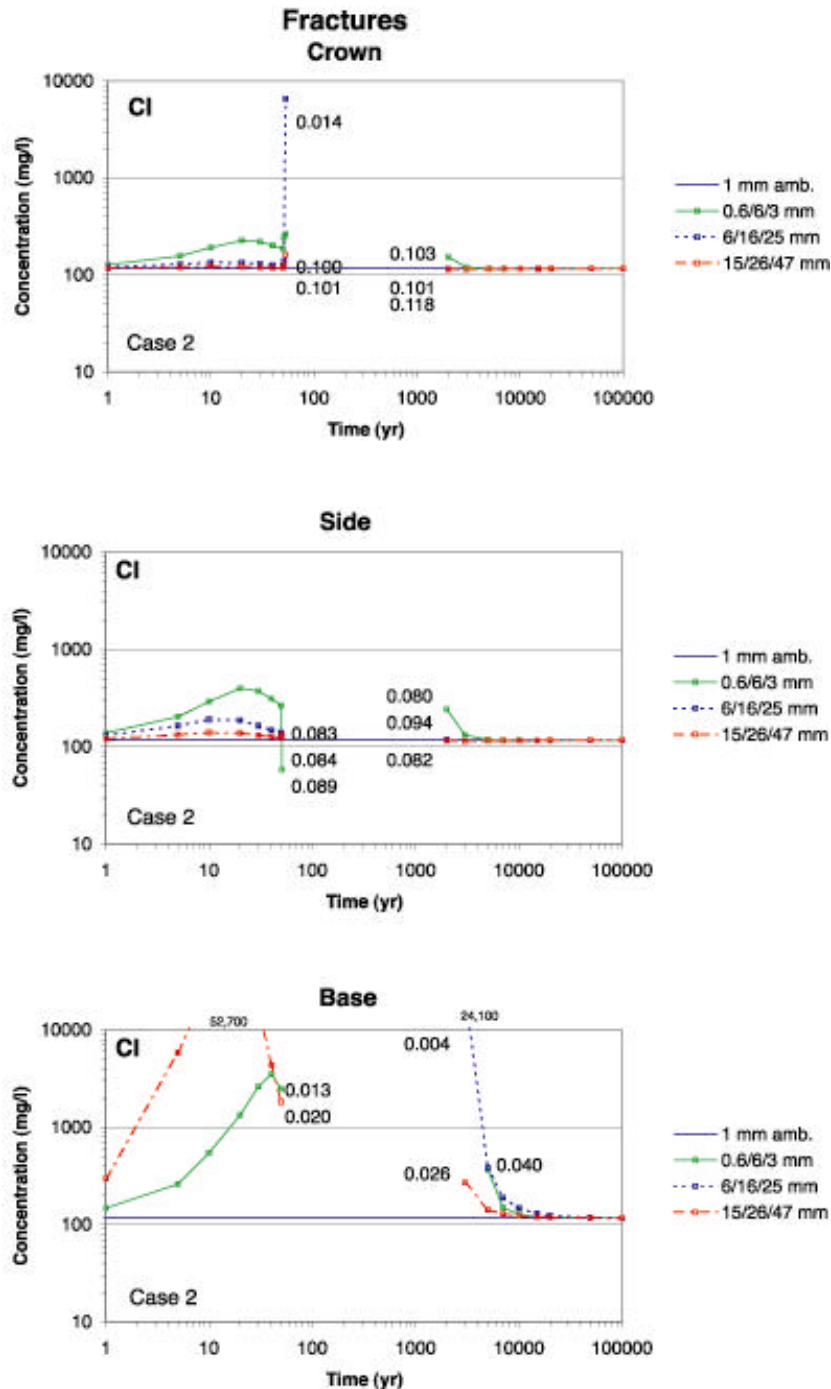 Fractures
Crown
Concentration (mg/l)
10000
1000
100
10
Cl
0.014
0.100
0.101
0.103
0.101
0.118
Case 2
1 10 100 1000 10000 100000
Time (yr)
1 mm amb.
0.6/6/3 mm
6/16/25 mm
15/26/47 mm
Side
Concentration (mg/l)
10000
1000
100
10
Cl
0.083
0.084
0.089
0.080
0.094
0.082
Case 2
1 10 100 1000 10000 100000
Time (yr)
1 mm amb.
0.6/6/3 mm
6/16/25 mm
15/26/47 mm
Base
Concentration (mg/l)
10000
1000
100
10
Cl
52,700
24,100
0.004
0.013
0.020
0.026
0.040
Case 2
1 10 100 1000 10000 100000
Time (yr)
1 mm amb.
0.6/6/3 mm
6/16/25 mm
15/26/47 mm